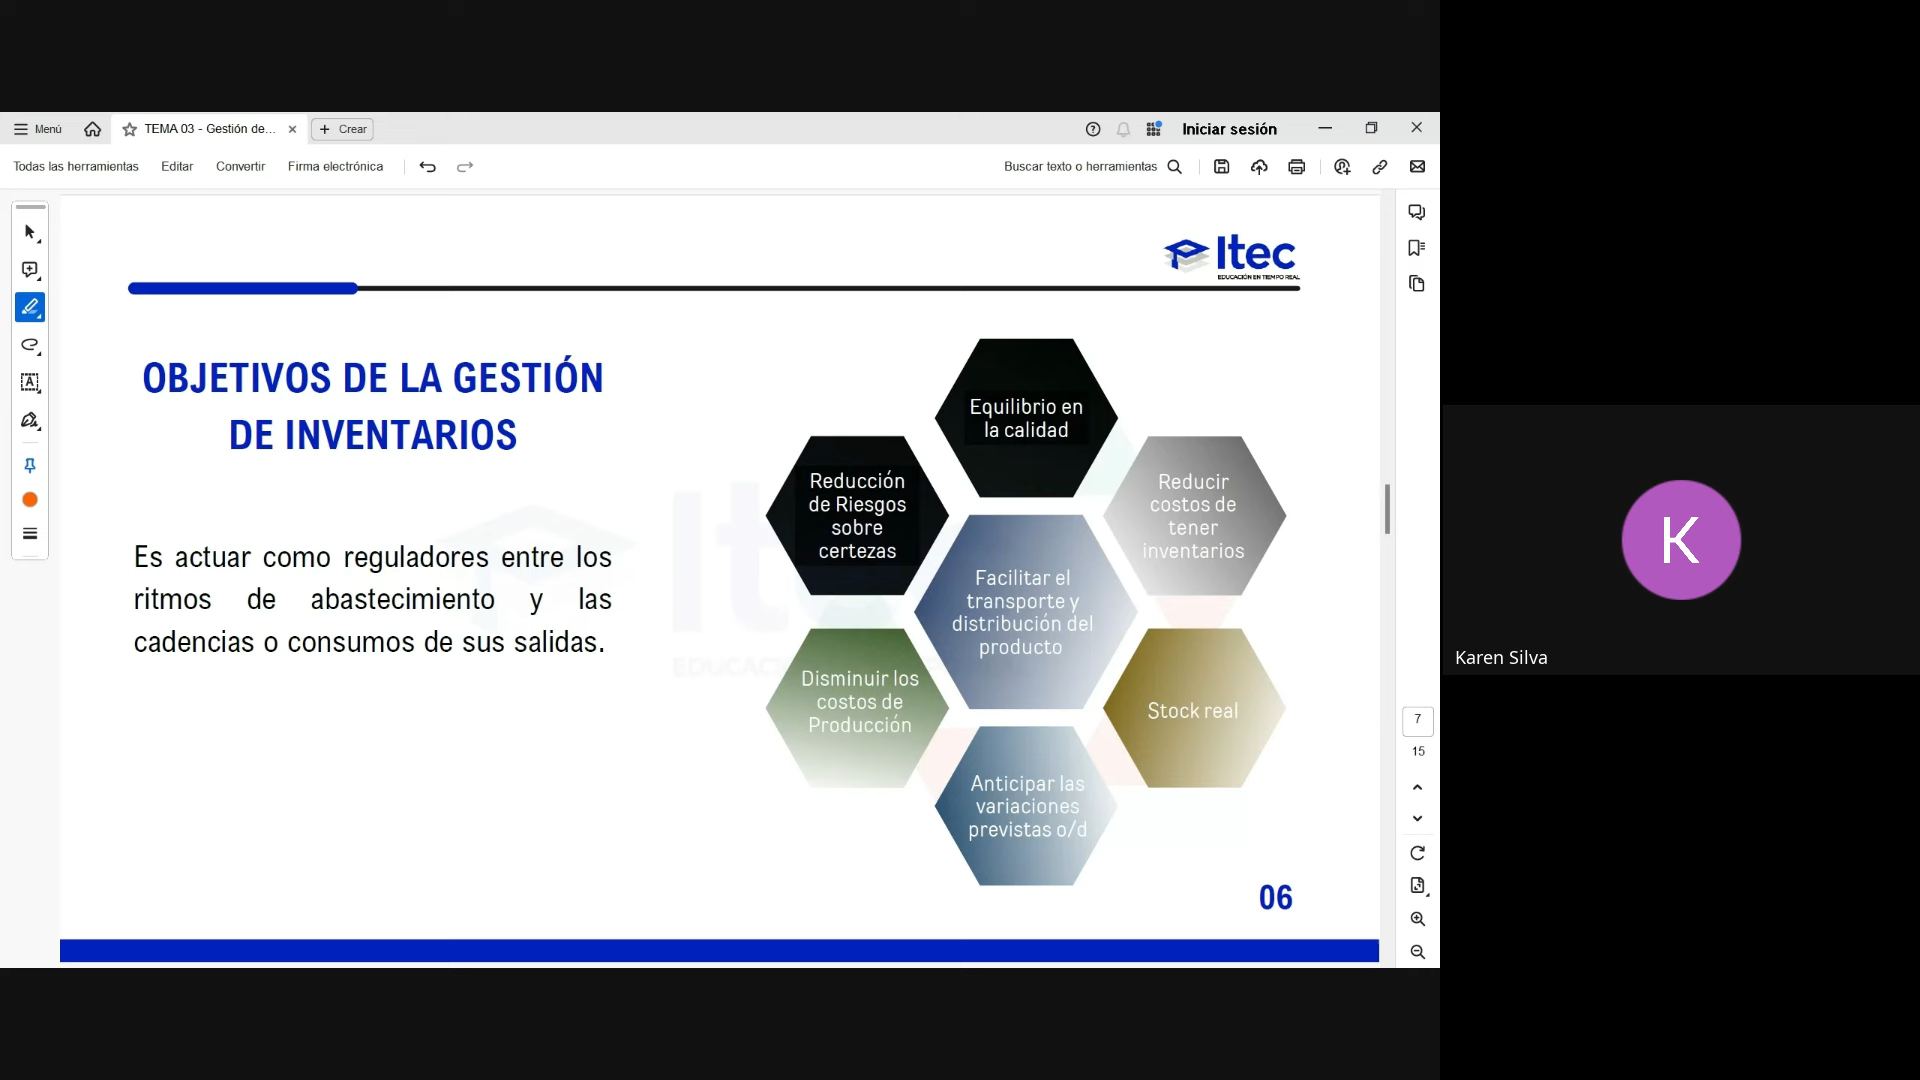 Menú
TEMA 03 - Gestión de...
Crear
Iniciar sesión
Todas las herramientas
Editar
Convertir
Firma electrónica
Buscar texto o herramientas
Itec
EDUCACIÓN EN TIEMPO REAL
OBJETIVOS DE LA GESTIÓN
DE INVENTARIOS
Es actuar como reguladores entre los
ritmos de abastecimiento y las
cadencias o consumos de sus salidas.
Equilibrio en
la calidad
Reducción
de Riesgos
sobre
certezas
Reducir
costos de
tener
inventarios
Facilitar el
transporte y
distribución del
producto
Disminuir los
costos de
Producción
Stock real
Anticipar las
variaciones
previstas o/d
06
7
15
K
Karen Silva